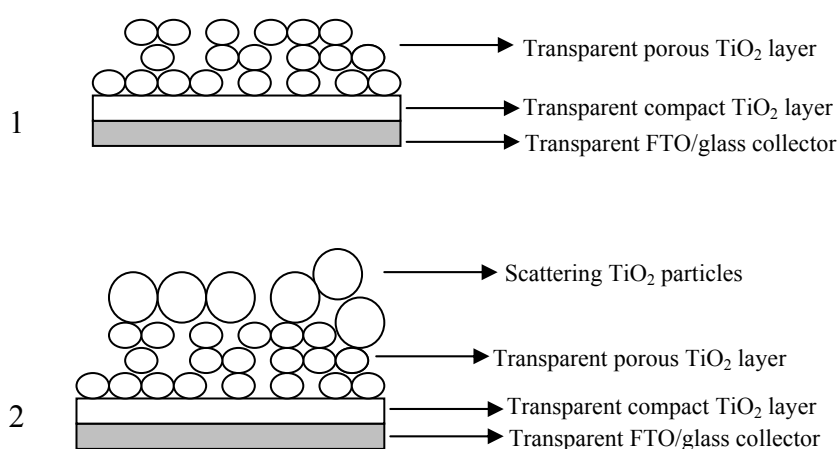 Transparent porous TiO₂ layer
1
Transparent compact TiO₂ layer
Transparent FTO/glass collector
Scattering TiO₂ particles
Transparent porous TiO₂ layer
2
Transparent compact TiO₂ layer
Transparent FTO/glass collector